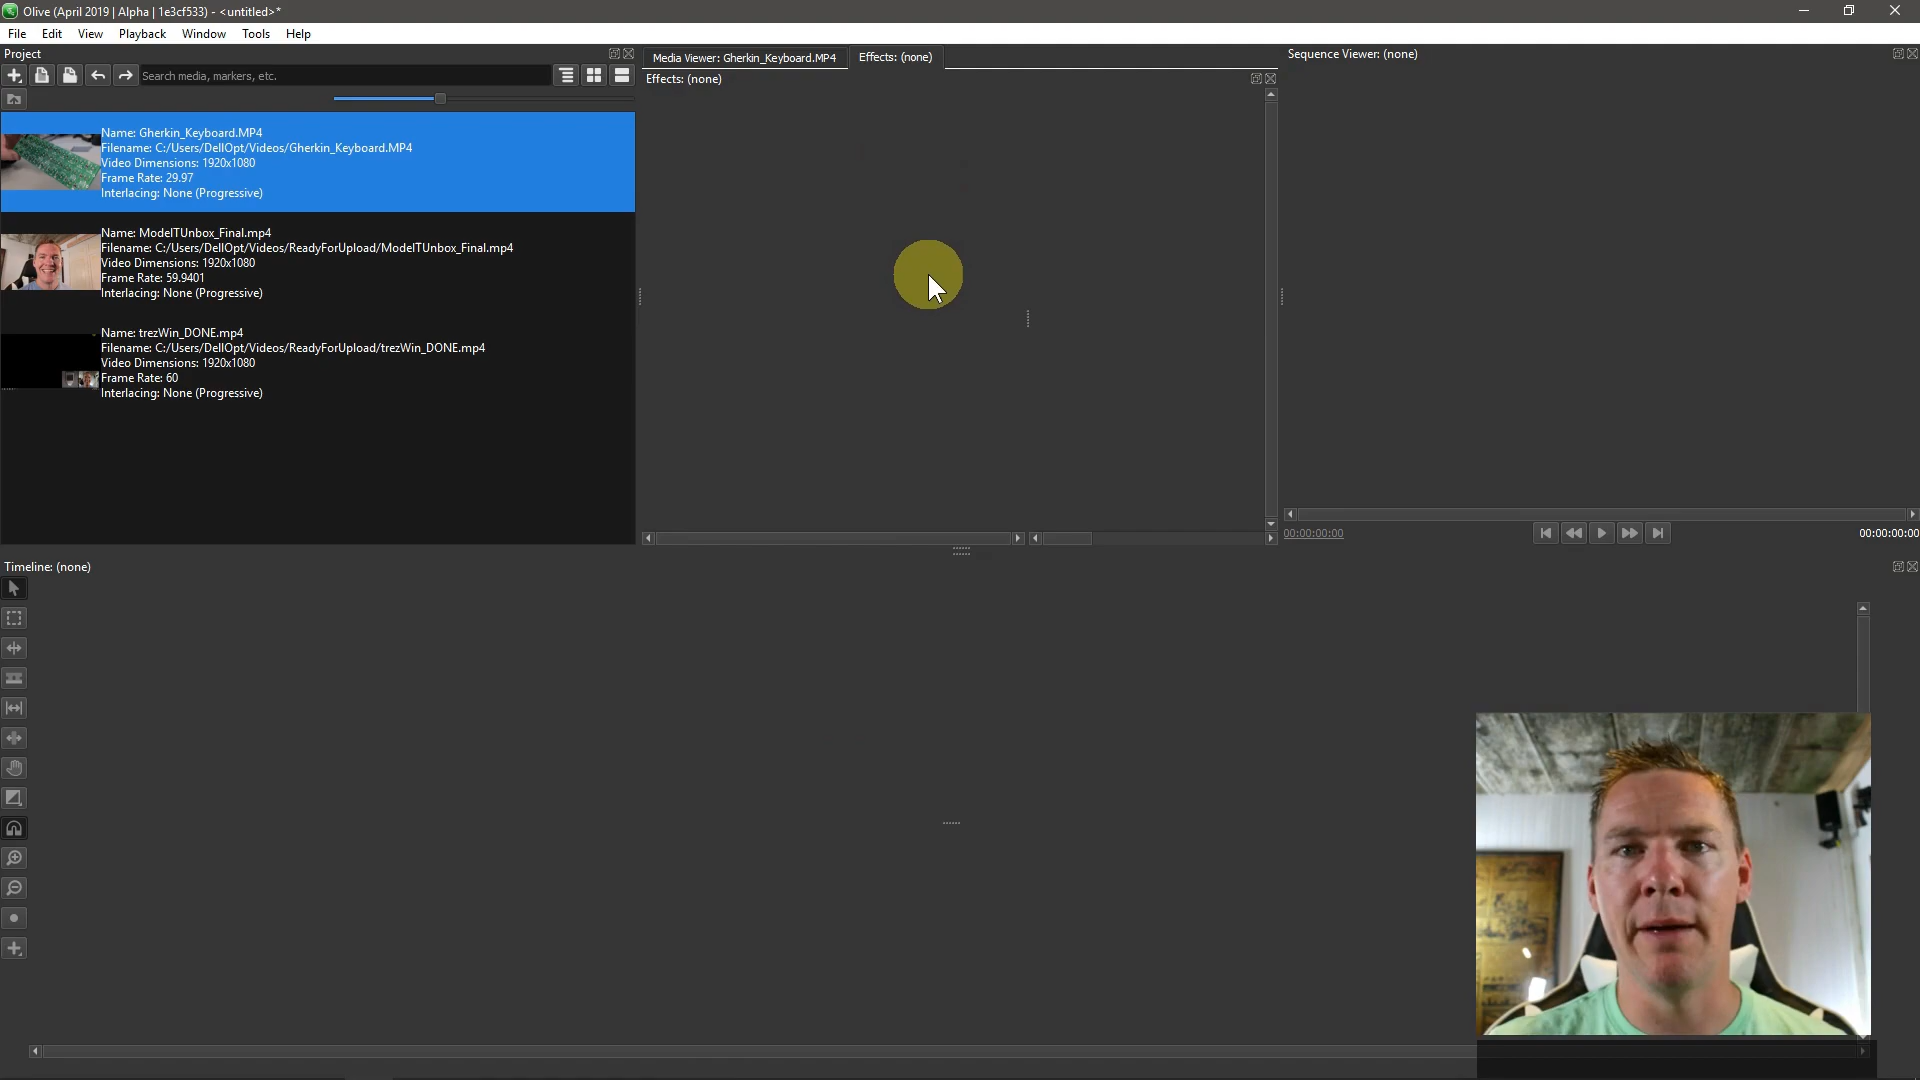 Olive (April 2019 | Alpha | 1e3cf533) - <untitled>*
File Edit View Playback Window Tools Help
Project
Search media, markers, etc.
Name: Gherkin_Keyboard.MP4
Filename: C:/Users/DellOpt/Videos/Gherkin_Keyboard.MP4
Video Dimensions: 1920x1080
Frame Rate: 29.97
Interlacing: None (Progressive)
Name: ModelTUnbox_Final.mp4
Filename: C:/Users/DellOpt/Videos/ReadyForUpload/ModelTUnbox_Final.mp4
Video Dimensions: 1920x1080
Frame Rate: 59.9401
Interlacing: None (Progressive)
Name: trezWin_DONE.mp4
Filename: C:/Users/DellOpt/Videos/ReadyForUpload/trezWin_DONE.mp4
Video Dimensions: 1920x1080
Frame Rate: 60
Interlacing: None (Progressive)
Media Viewer: Gherkin_Keyboard.MP4
Effects: (none)
Effects: (none)
Sequence Viewer: (none)
00:00:00:00
00:00:00:00
Timeline: (none)